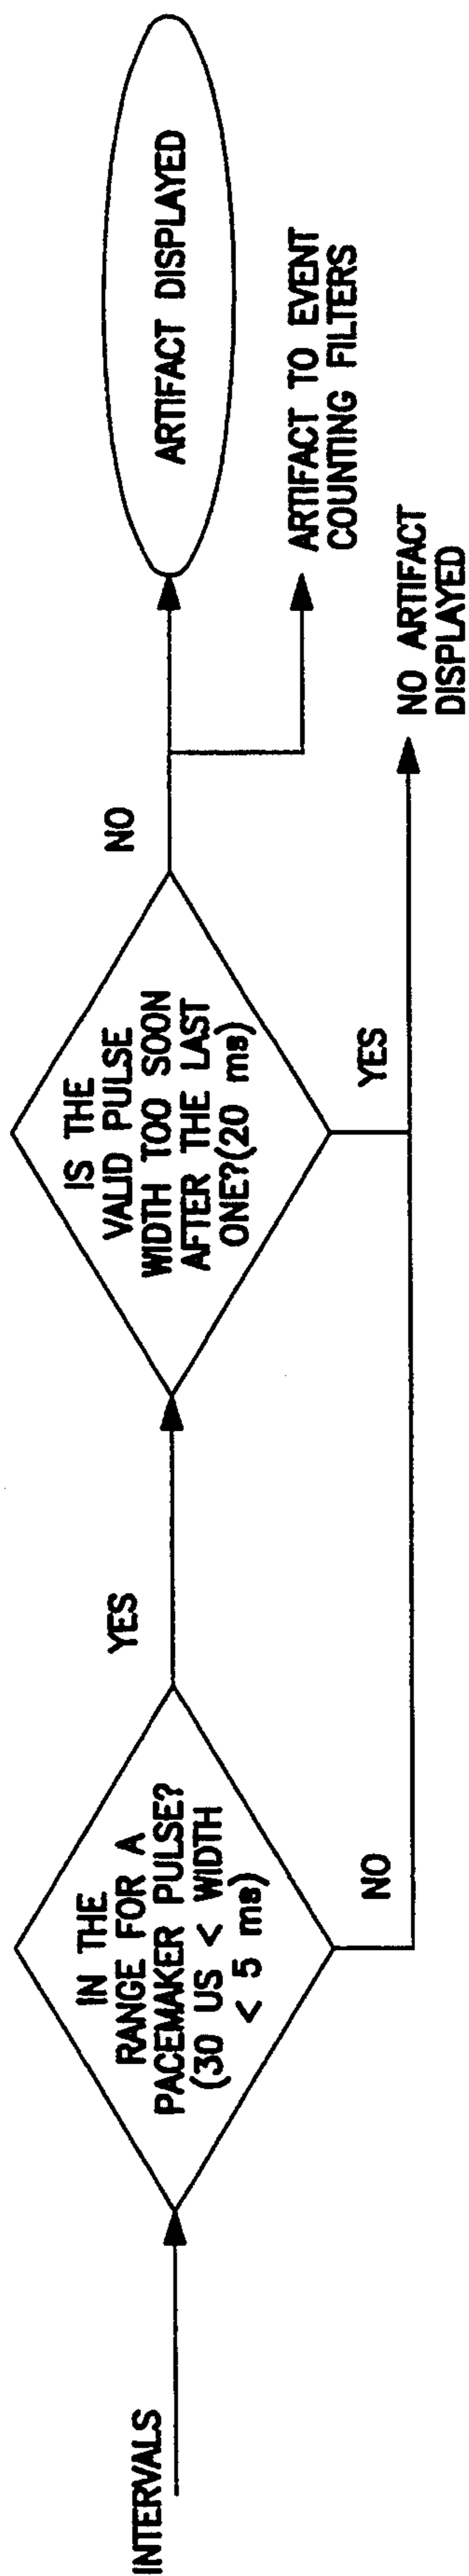 INTERVALS
IN THE
RANGE FOR A
PACEMAKER PULSE?
(30 US < WIDTH
< 5 ms)
YES
NO
IS THE
VALID PULSE
WIDTH TOO SOON
AFTER THE LAST
ONE?(20 ms)
NO
YES
ARTIFACT DISPLAYED
ARTIFACT TO EVENT
COUNTING FILTERS
NO ARTIFACT
DISPLAYED